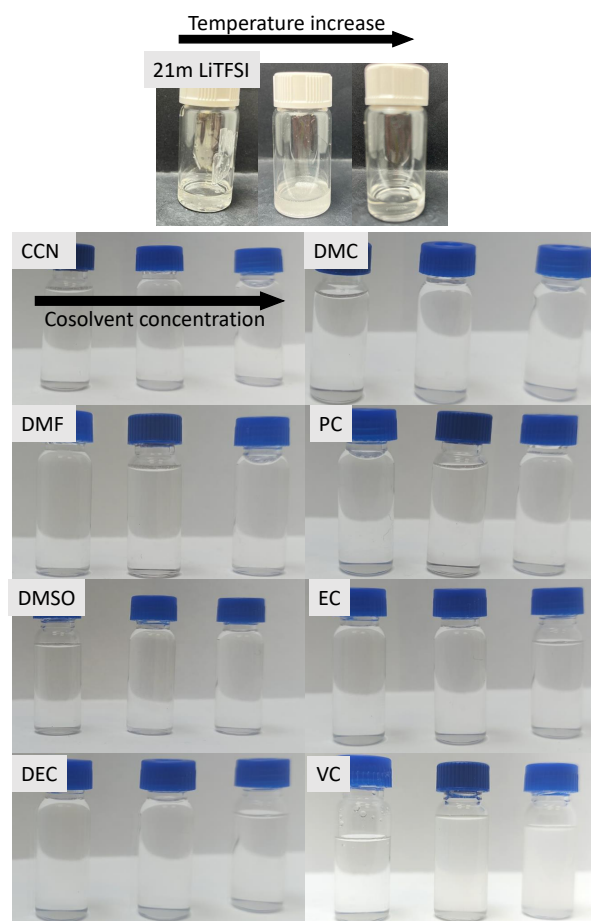 Temperature increase
21m LiTFSI
CCN
DMC
Cosolvent concentration
DMF
PC
DMSO
EC
DEC
VC